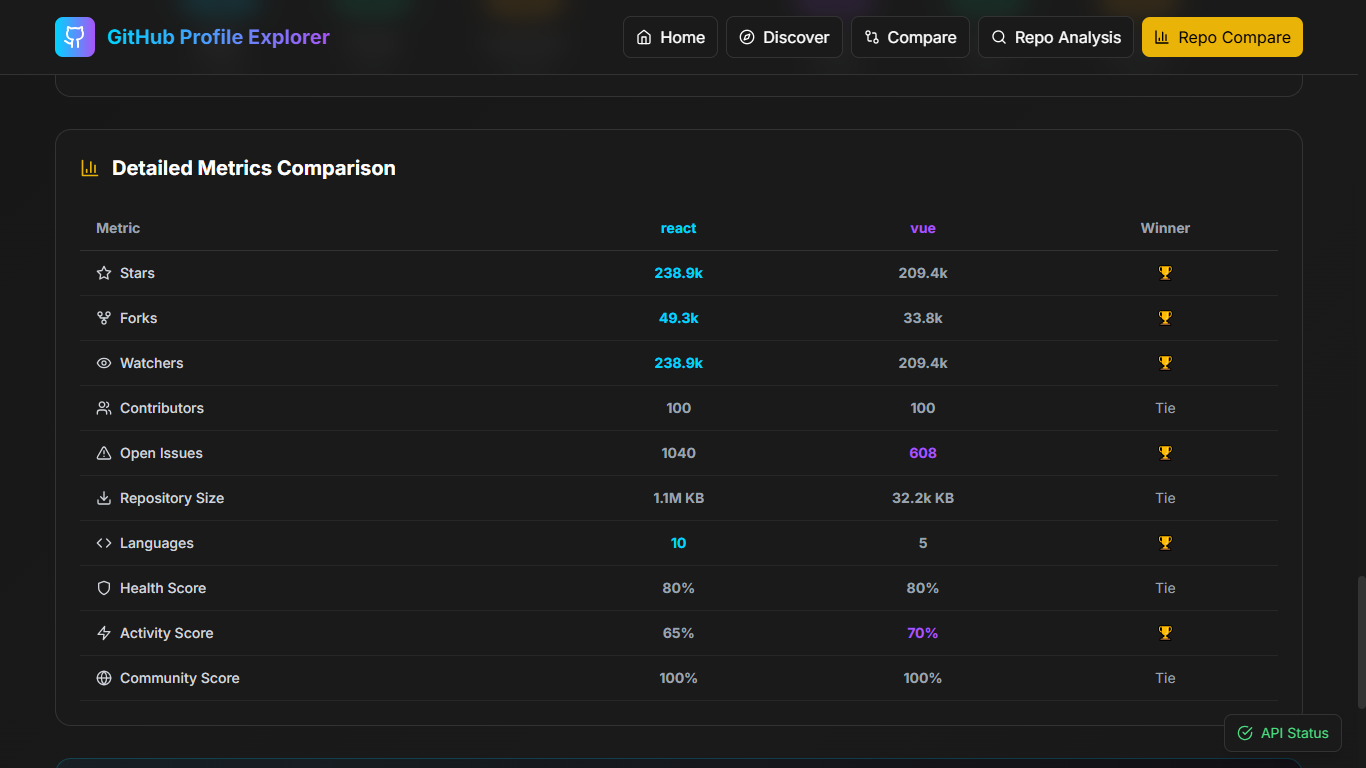 GitHub Profile Explorer Home Discover Compare Repo Analysis Repo Compare
Detailed Metrics Comparison
Metric react vue Winner
Stars 238.9k 209.4k
Forks 49.3k 33.8k
Watchers 238.9k 209.4k
Contributors 100 100 Tie
Open Issues 1040 608
Repository Size 1.1M KB 32.2k KB Tie
Languages 10 5
Health Score 80% 80% Tie
Activity Score 65% 70%
Community Score 100% 100% Tie
API Status